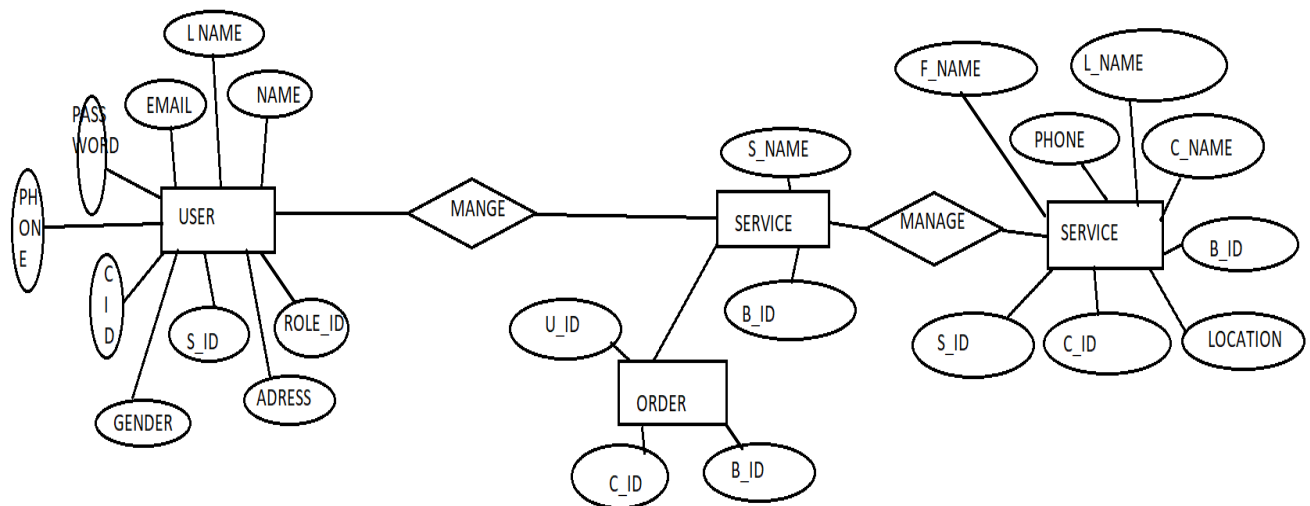 L NAME
EMAIL
NAME
PASS
WORD
PH
ON
E
USER
C
I
D
S_ID
ROLE_ID
GENDER
ADRESS
MANGE
S_NAME
SERVICE
B_ID
U_ID
ORDER
C_ID
B_ID
MANAGE
F_NAME
L_NAME
PHONE
C_NAME
SERVICE
B_ID
S_ID
C_ID
LOCATION